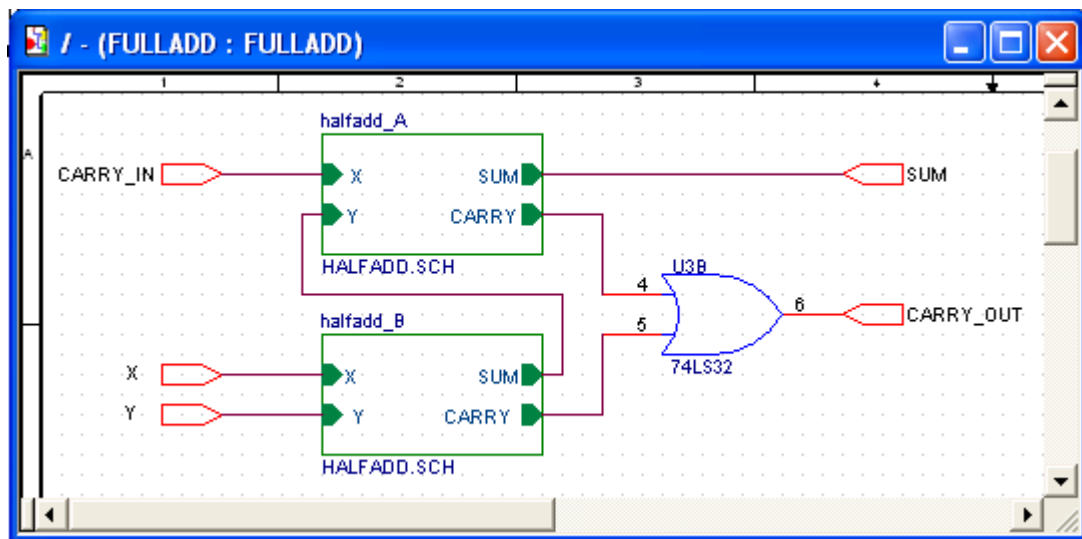 / - (FULLADD : FULLADD)
1 2 3 4
A
halfadd_A
CARRY_IN X SUM SUM
Y CARRY
HALFADD.SCH
U3B
4
6 CARRY_OUT
5
74LS32
halfadd_B
X X SUM
Y Y CARRY
HALFADD.SCH